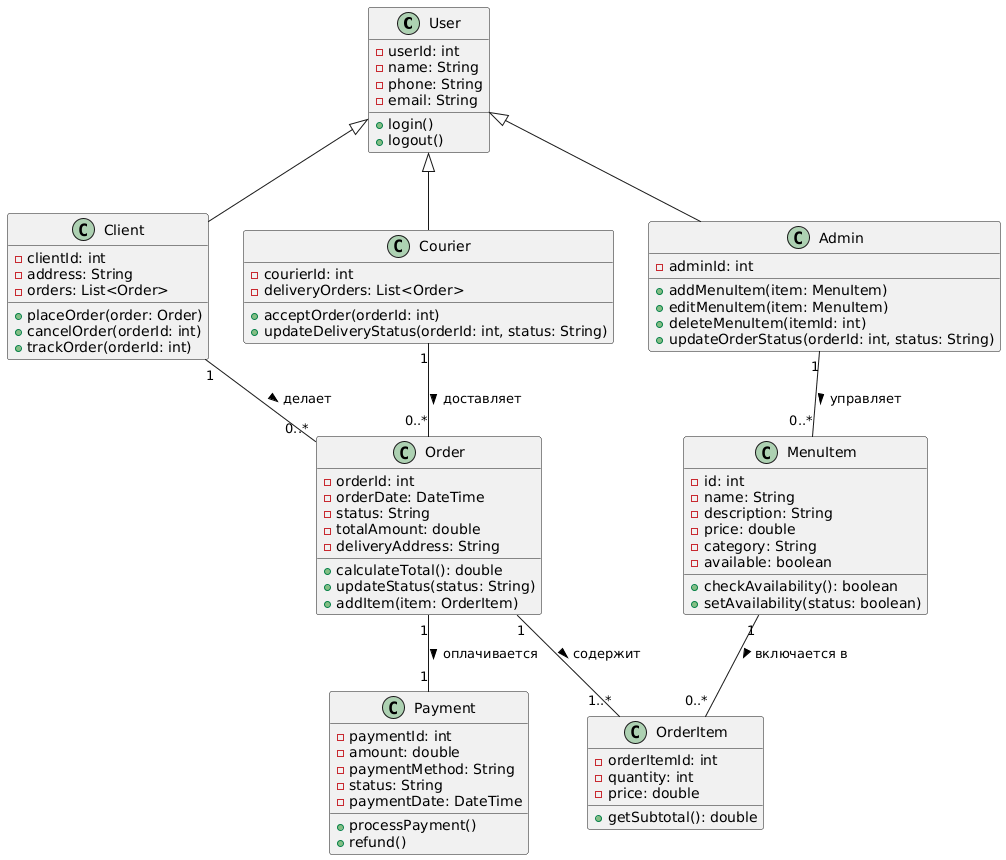 User
userId: int
name: String
phone: String
email: String
login()
logout()
Client
clientId: int
address: String
orders: List<Order>
placeOrder(order: Order)
cancelOrder(orderId: int)
trackOrder(orderId: int)
Courier
courierId: int
deliveryOrders: List<Order>
acceptOrder(orderId: int)
updateDeliveryStatus(orderId: int, status: String)
Admin
adminId: int
addMenuItem(item: MenuItem)
editMenuItem(item: MenuItem)
deleteMenuItem(itemId: int)
updateOrderStatus(orderId: int, status: String)
1
делает
0..*
1
доставляет
0..*
1
управляет
0..*
Order
orderId: int
orderDate: DateTime
status: String
totalAmount: double
deliveryAddress: String
calculateTotal(): double
updateStatus(status: String)
addItem(item: OrderItem)
MenuItem
id: int
name: String
description: String
price: double
category: String
available: boolean
checkAvailability(): boolean
setAvailability(status: boolean)
1
оплачивается
1
1
содержит
1..*
1
включается в
0..*
Payment
paymentId: int
amount: double
paymentMethod: String
status: String
paymentDate: DateTime
processPayment()
refund()
OrderItem
orderItemId: int
quantity: int
price: double
getSubtotal(): double